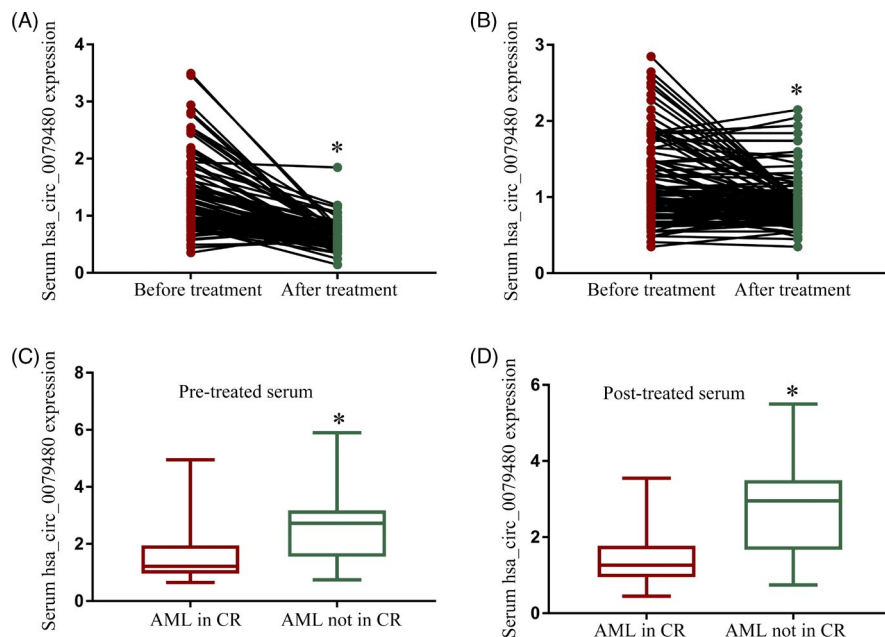 (A)
Serum hsa_circ_0079480 expression
4
3
2
1
0
*
Before treatment
After treatment
(B)
Serum hsa_circ_0079480 expression
3
2
1
0
*
Before treatment
After treatment
(C)
Serum hsa_circ_0079480 expression
8
6
4
2
0
Pre-treated serum
*
AML in CR
AML not in CR
(D)
Serum hsa_circ_0079480 expression
6
4
2
0
Post-treated serum
*
AML in CR
AML not in CR